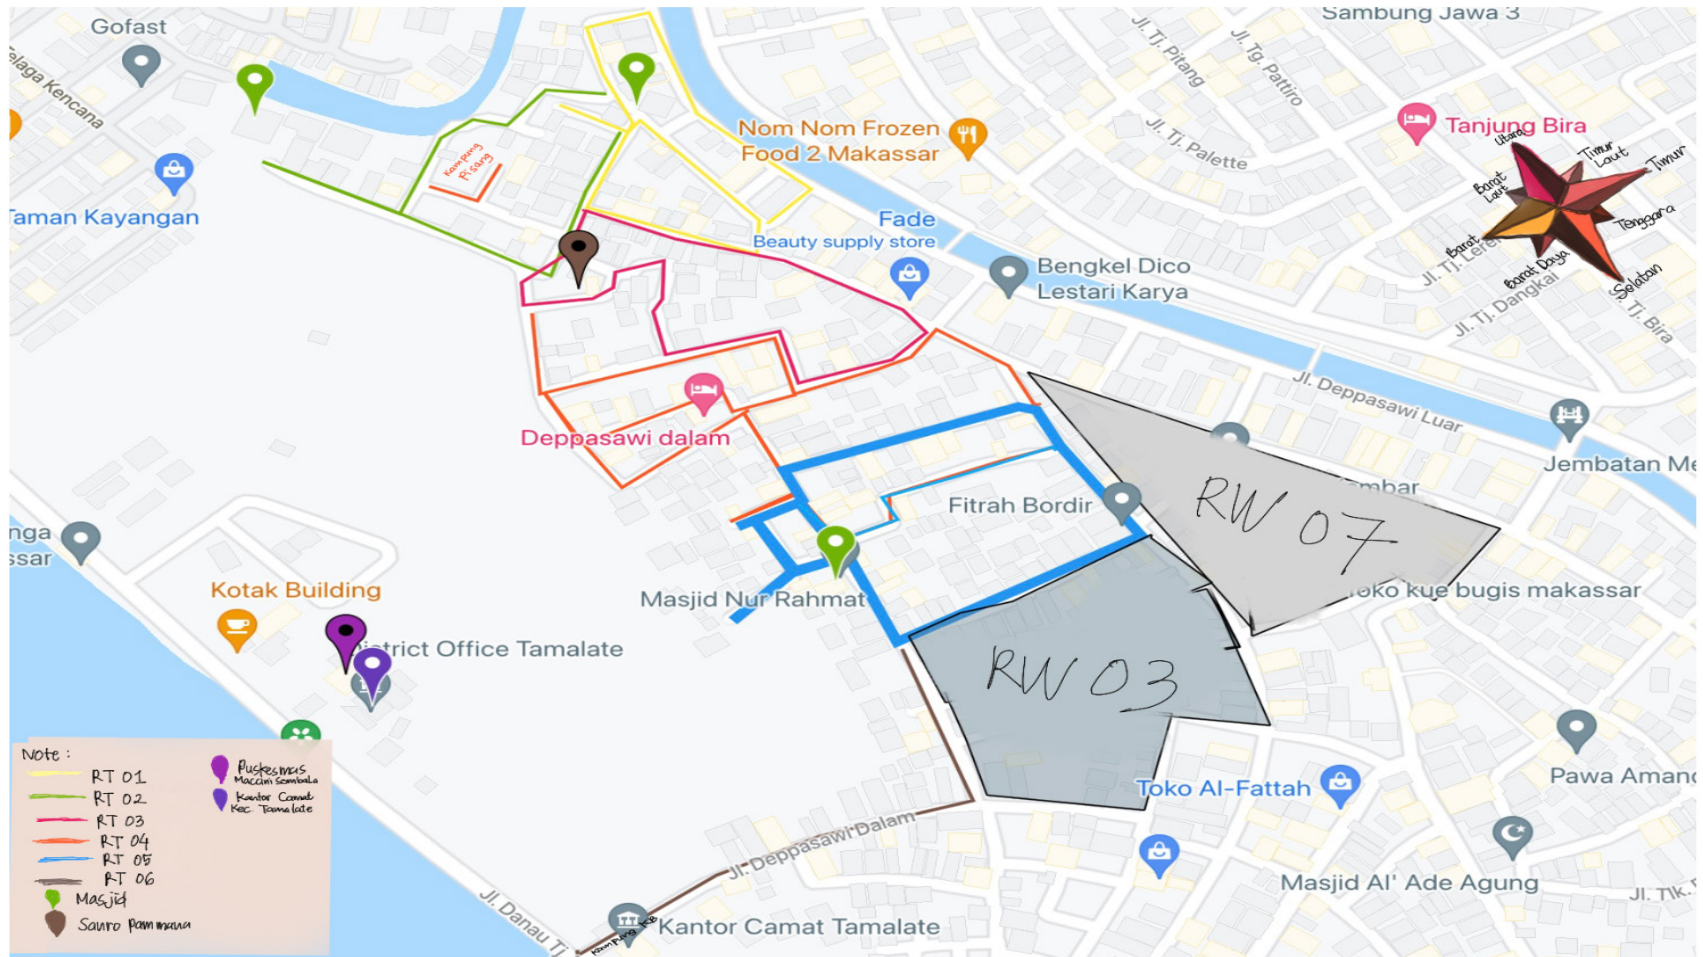 Gofast
Sambung Jawa 3
Jl. Tj. Pitang
Jl. Tg. Pattiro
elaga Kencana
Nom Nom Frozen
Food 2 Makassar
Jl. Tj. Palette
Tanjung Bira
Utara
Timur
Laut
Timur
Barat
Laut
Tenggara
Barat
Barat Daya
Selatan
Kampung
Pisang
Taman Kayangan
Fade
Beauty supply store
Bengkel Dico
Lestari Karya
Jl. Tj. Dangkai
Tj. Bira
Jl. Deppasawi Luar
Deppasawi dalam
Jembatan Me
mbar
Fitrah Bordir
RW 07
nga
ssar
Kotak Building
Masjid Nur Rahmat
oko kue bugis makassar
istrict Office Tamalate
RW 03
Note :
RT 01
RT 02
RT 03
RT 04
RT 05
RT 06
Masjid
Sanro Pammana
Puskesmas
Maccini Sombala
Kantor Camat
Kec. Tamalate
Toko Al-Fattah
Pawa Aman
Jl. Deppasawi Dalam
Masjid Al' Ade Agung
Jl. Tlk.
Jl. Danau Tj
Kantor Camat Tamalate